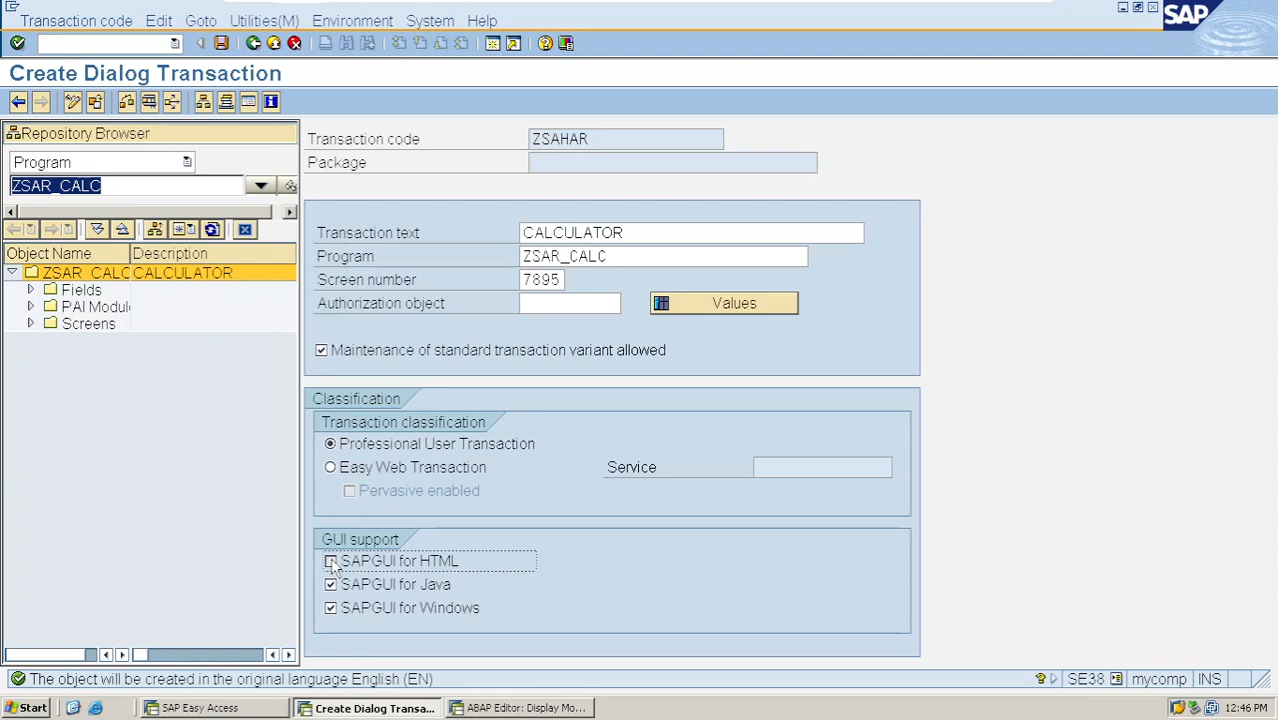 Transcription code Edit Goto Utilities(M) Environment System Help
SAP
Create Dialog Transaction
Repository Browser
Program
ZSAR_CALC
Object Name Description
ZSAR_CALC CALCULATOR
Fields
PAI Modul
Screens
Transaction code ZSAHAR
Package
Transaction text CALCULATOR
Program ZSAR_CALC
Screen number 7895
Authorization object Values
Maintenance of standard transaction variant allowed
Classification
Transaction classification
Professional User Transaction
Easy Web Transaction Service
Pervasive enabled
GUI support
SAPGUI for HTML
SAPGUI for Java
SAPGUI for Windows
The object will be created in the original language English (EN) SE38 mycomp INS
Start SAP Easy Access Create Dialog Transa... ABAP Editor: Display Mo... 12:46 PM